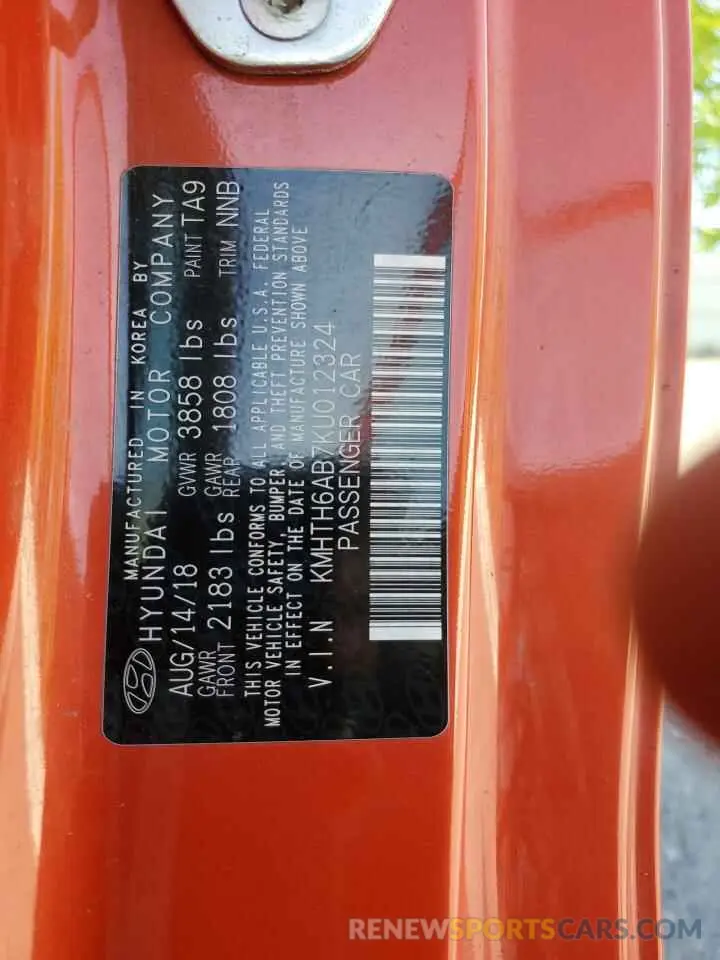 MANUFACTURED IN KOREA BY
HYUNDAI MOTOR COMPANY
AUG/14/18 GVWR 3858 lbs PAINT TA9
GAWR FRONT 2183 lbs GAWR REAR 1808 lbs TRIM NNB
THIS VEHICLE CONFORMS TO ALL APPLICABLE U.S.A. FEDERAL
MOTOR VEHICLE SAFETY, BUMPER, AND THEFT PREVENTION STANDARDS
IN EFFECT ON THE DATE OF MANUFACTURE SHOWN ABOVE
V.I.N KMHTH6AB7KU012324
PASSENGER CAR
RENEWSPORTSCARS.COM